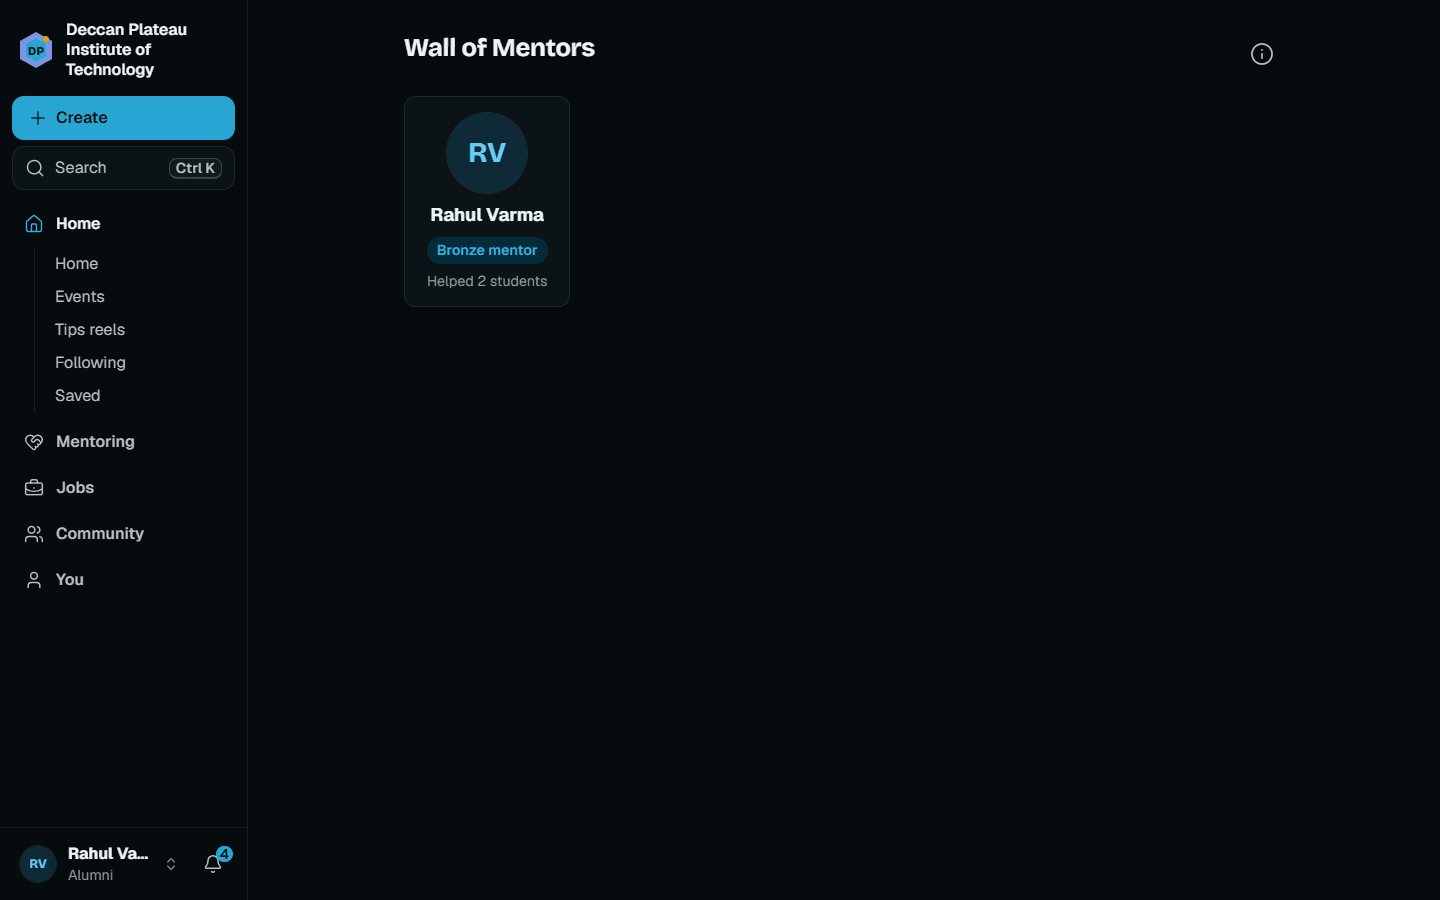 DP
Deccan Plateau
Institute of
Technology
Create
Search
Ctrl K
Home
Home
Events
Tips reels
Following
Saved
Mentoring
Jobs
Community
You
RV
Rahul Va...
Alumni
4
Wall of Mentors
RV
Rahul Varma
Bronze mentor
Helped 2 students